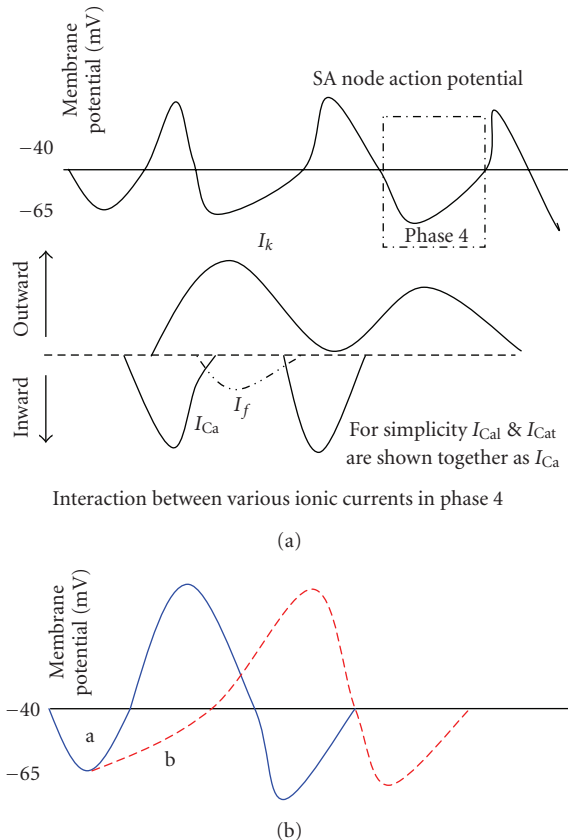 Membrane
potential (mV)
SA node action potential
−40
−65
Phase 4
I_k
Outward
Inward
I_Ca
I_f
For simplicity I_Cal & I_Cat
are shown together as I_Ca
Interaction between various ionic currents in phase 4
(a)
Membrane
potential (mV)
−40
a
b
−65
(b)